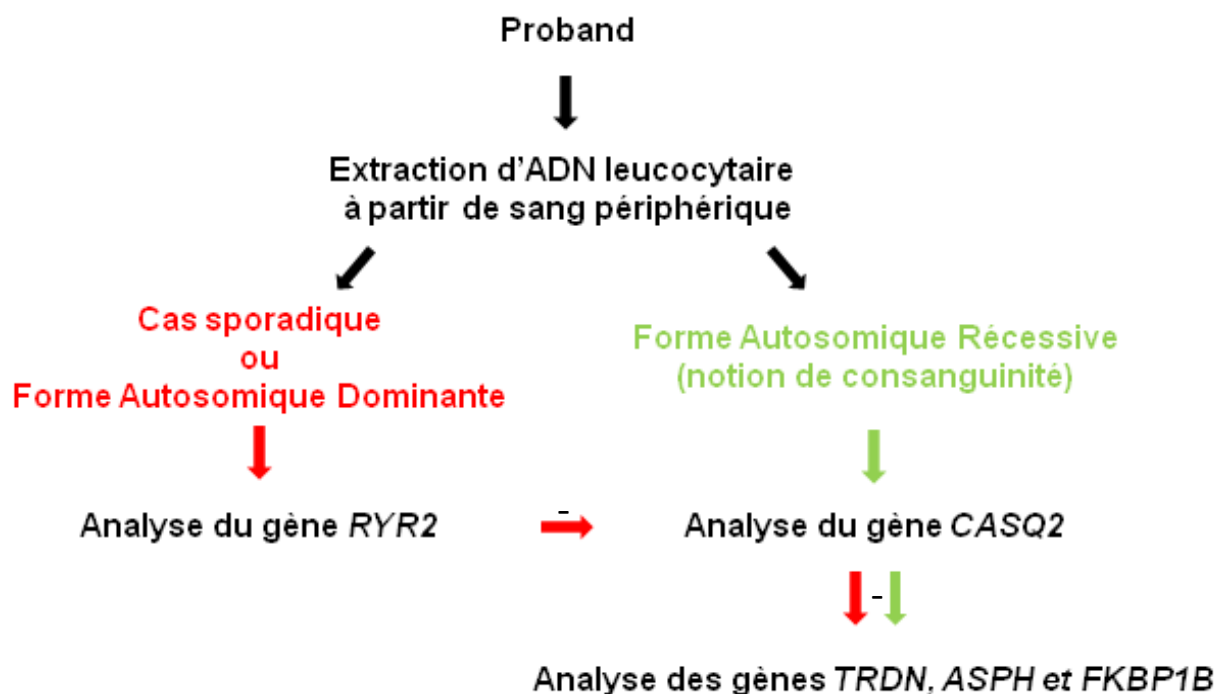 Proband
Extraction d'ADN leucocytaire
à partir de sang périphérique
Cas sporadique
ou
Forme Autosomique Dominante
Forme Autosomique Récessive
(notion de consanguinité)
Analyse du gène RYR2
-
Analyse du gène CASQ2
-
Analyse des gènes TRDN, ASPH et FKBP1B